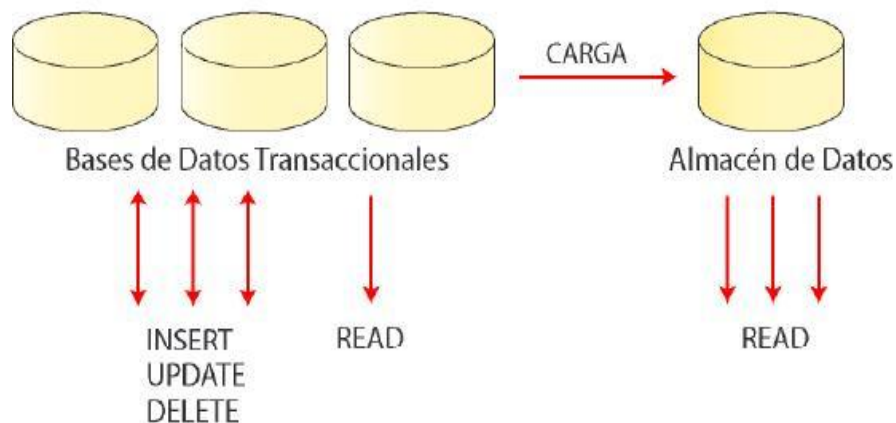 CARGA
Bases de Datos Transaccionales
Almacén de Datos
INSERT
UPDATE
DELETE
READ
READ